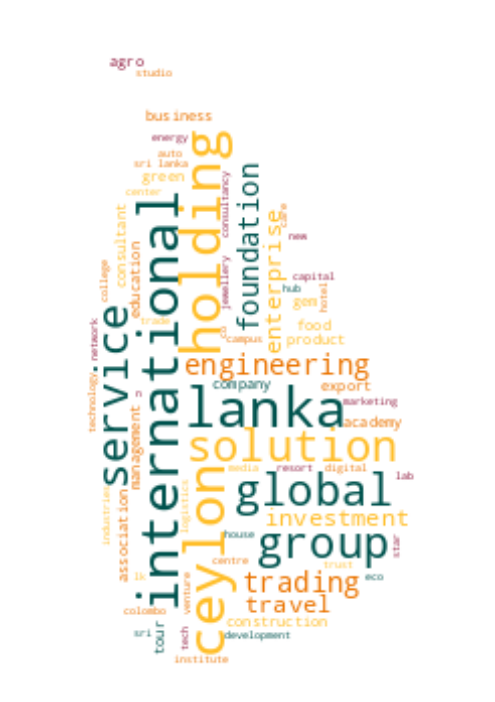 agro
studio
business
energy
holding
auto
sri lanka
green
center
foundation
consultancy
international
consultant
enterprise
care
new
education
college
capital
jewellery
hub
hotel
gem
service
trade
food
campus
product
co
network
engineering
company
export
technology
lanka
marketing
n
academy
management
solution
media
resort
digital
lab
global
ceylon
logistics
industries
association
investment
group
house
star
centre
trust
lk
venture
trading
eco
travel
colombo
construction
tour
sri
tech
development
institute